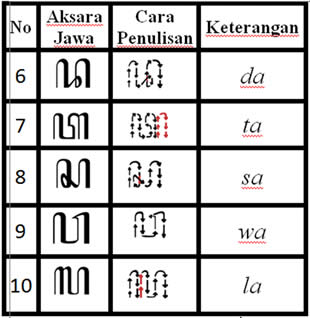 No
Aksara
Jawa
Cara
Penulisan
Keterangan
6 ꦢ da
7 ꦠ ta
8 ꦱ sa
9 ꦮ wa
10 ꦭ la